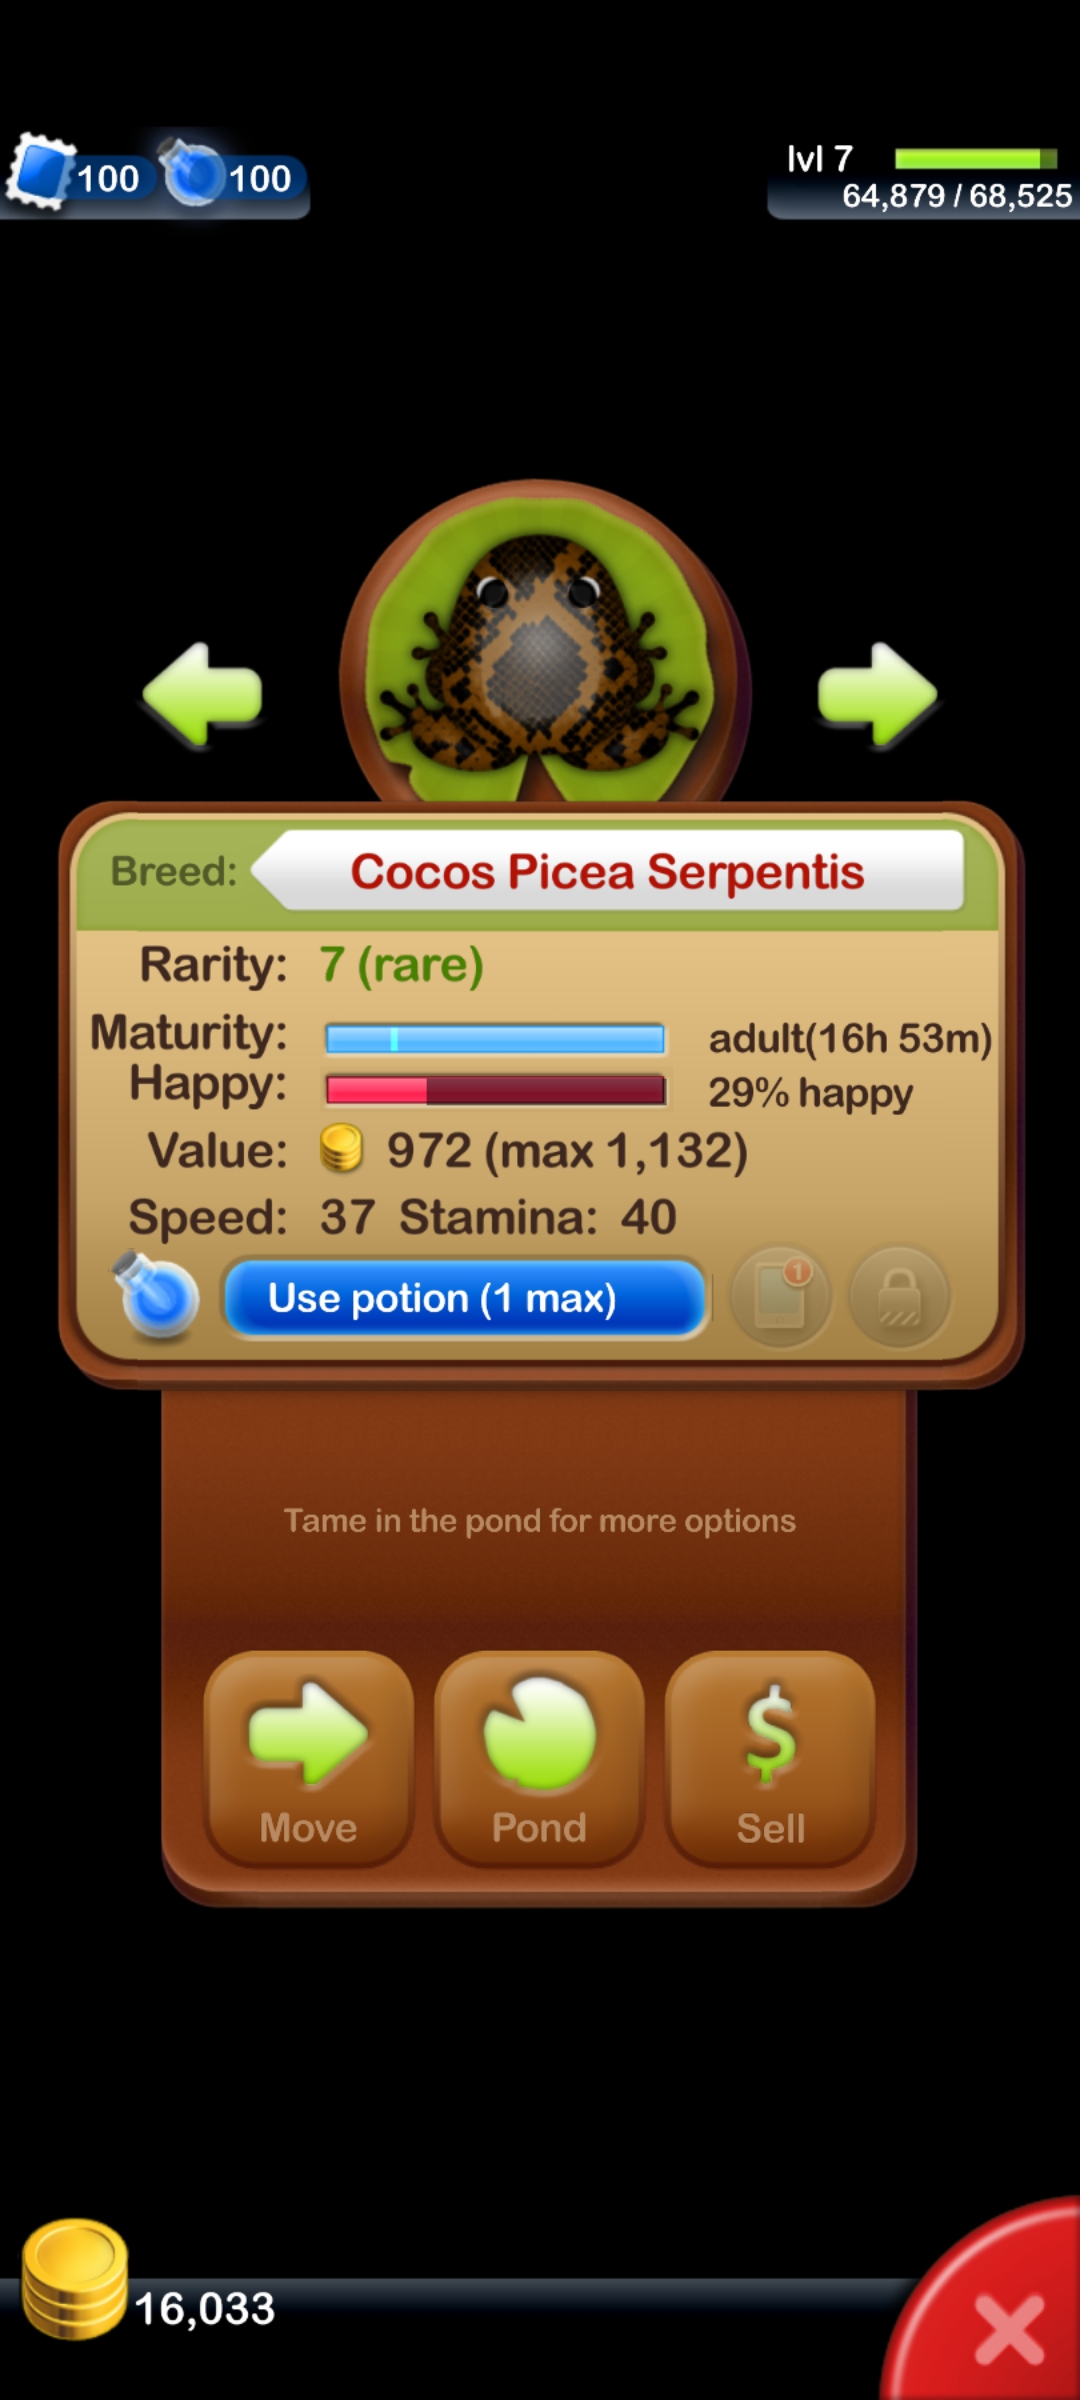 100 100
lvl 7
64,879 / 68,525
Breed: Cocos Picea Serpentis
Rarity: 7 (rare)
Maturity: adult(16h 53m)
Happy: 29% happy
Value: 972 (max 1,132)
Speed: 37 Stamina: 40
Use potion (1 max)
1
Tame in the pond for more options
$
Move Pond Sell
16,033